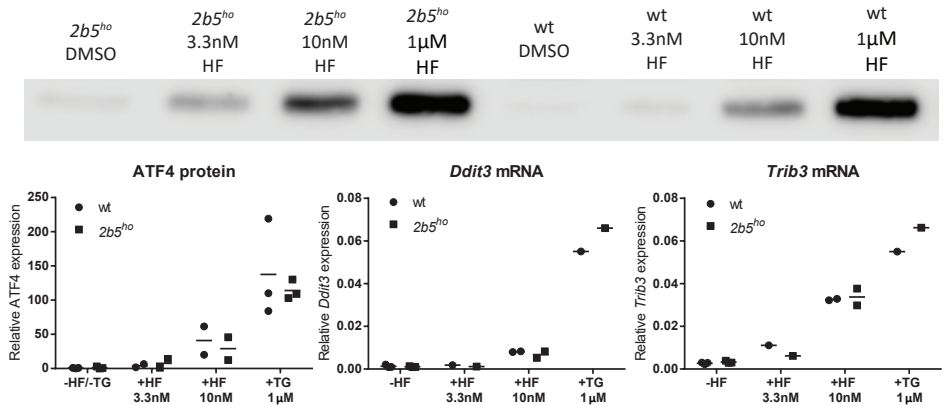 2b5ho DMSO
2b5ho 3.3nM HF
2b5ho 10nM HF
2b5ho 1μM HF
wt DMSO
wt 3.3nM HF
wt 10nM HF
wt 1μM HF
ATF4 protein
Relative ATF4 expression
250
200
150
100
50
0
wt
2b5ho
-HF/-TG
+HF 3.3nM
+HF 10nM
+TG 1μM
Ddit3 mRNA
Relative Ddit3 expression
0.08
0.06
0.04
0.02
0.00
wt
2b5ho
-HF
+HF 3.3nM
+HF 10nM
+TG 1μM
Trib3 mRNA
Relative Trib3 expression
0.08
0.06
0.04
0.02
0.00
wt
2b5ho
-HF
+HF 3.3nM
+HF 10nM
+TG 1μM